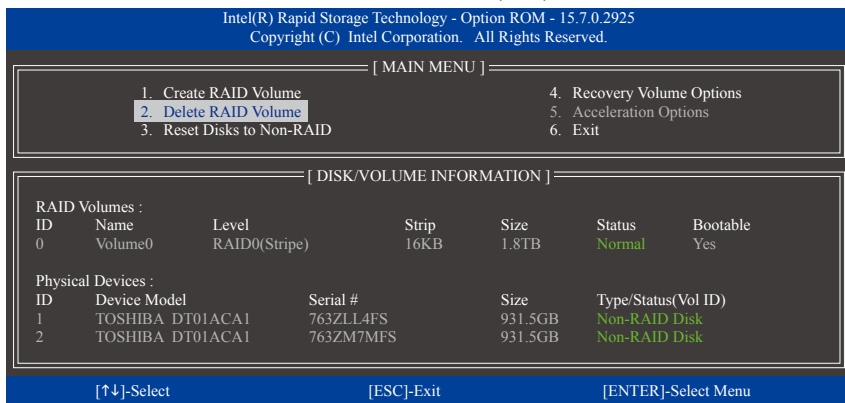 Intel(R) Rapid Storage Technology - Option ROM - 15.7.0.2925
Copyright (C) Intel Corporation. All Rights Reserved.
[ MAIN MENU ]
1. Create RAID Volume 4. Recovery Volume Options
2. Delete RAID Volume 5. Acceleration Options
3. Reset Disks to Non-RAID 6. Exit
[ DISK/VOLUME INFORMATION ]
RAID Volumes :
ID Name Level Strip Size Status Bootable
0 Volume0 RAID0(Stripe) 16KB 1.8TB Normal Yes
Physical Devices :
ID Device Model Serial # Size Type/Status(Vol ID)
1 TOSHIBA DT01ACA1 763ZLL4FS 931.5GB Non-RAID Disk
2 TOSHIBA DT01ACA1 763ZM7MFS 931.5GB Non-RAID Disk
[↑↓]-Select [ESC]-Exit [ENTER]-Select Menu